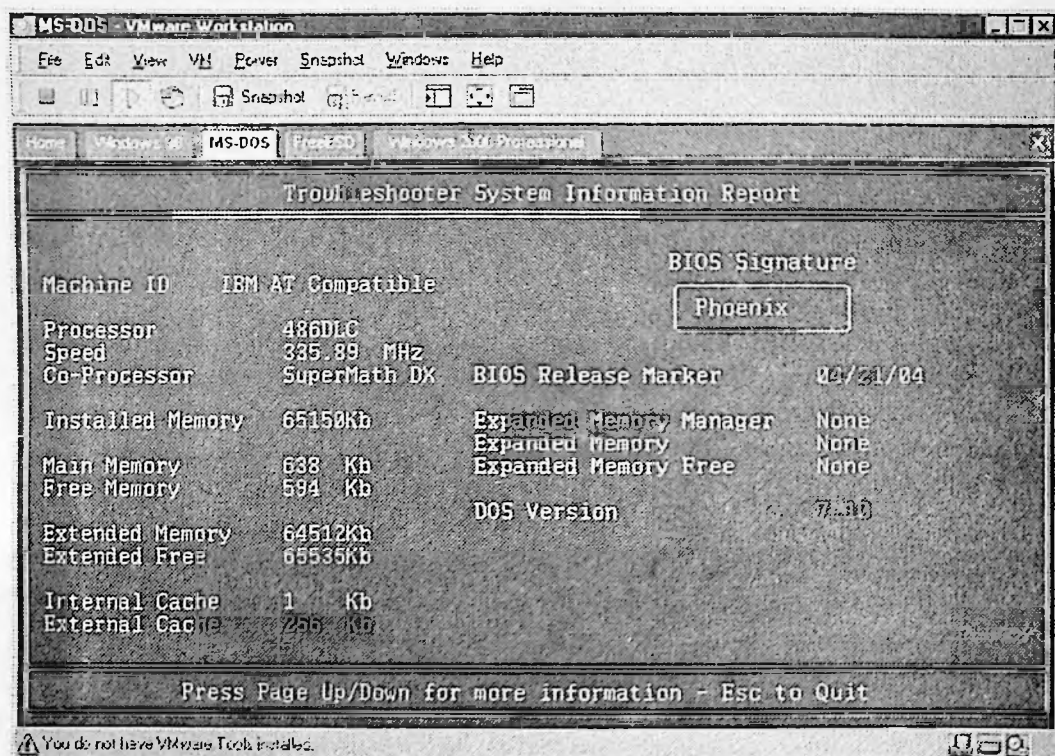 MS-DOS - VMware Workstation
File Edit View VM Power Snapshot Windows Help
Snapshot
Home Windows 98 MS-DOS FreeBSD Windows 2000 Professional
Troubleshooter System Information Report
BIOS Signature
Machine ID IBM AT Compatible
Phoenix
Processor 486DLC
Speed 335.89 MHz
Co-Processor SuperMath DX BIOS Release Marker
Installed Memory 65150Kb Expanded Memory Manager None
Expanded Memory None
Main Memory 638 Kb Expanded Memory Free None
Free Memory 594 Kb
DOS Version
Extended Memory 64512Kb
Extended Free 65535Kb
Internal Cache 1 Kb
External Cache 256 Kb
Press Page Up/Down for more information - Esc to Quit
You do not have VMware Tools installed.